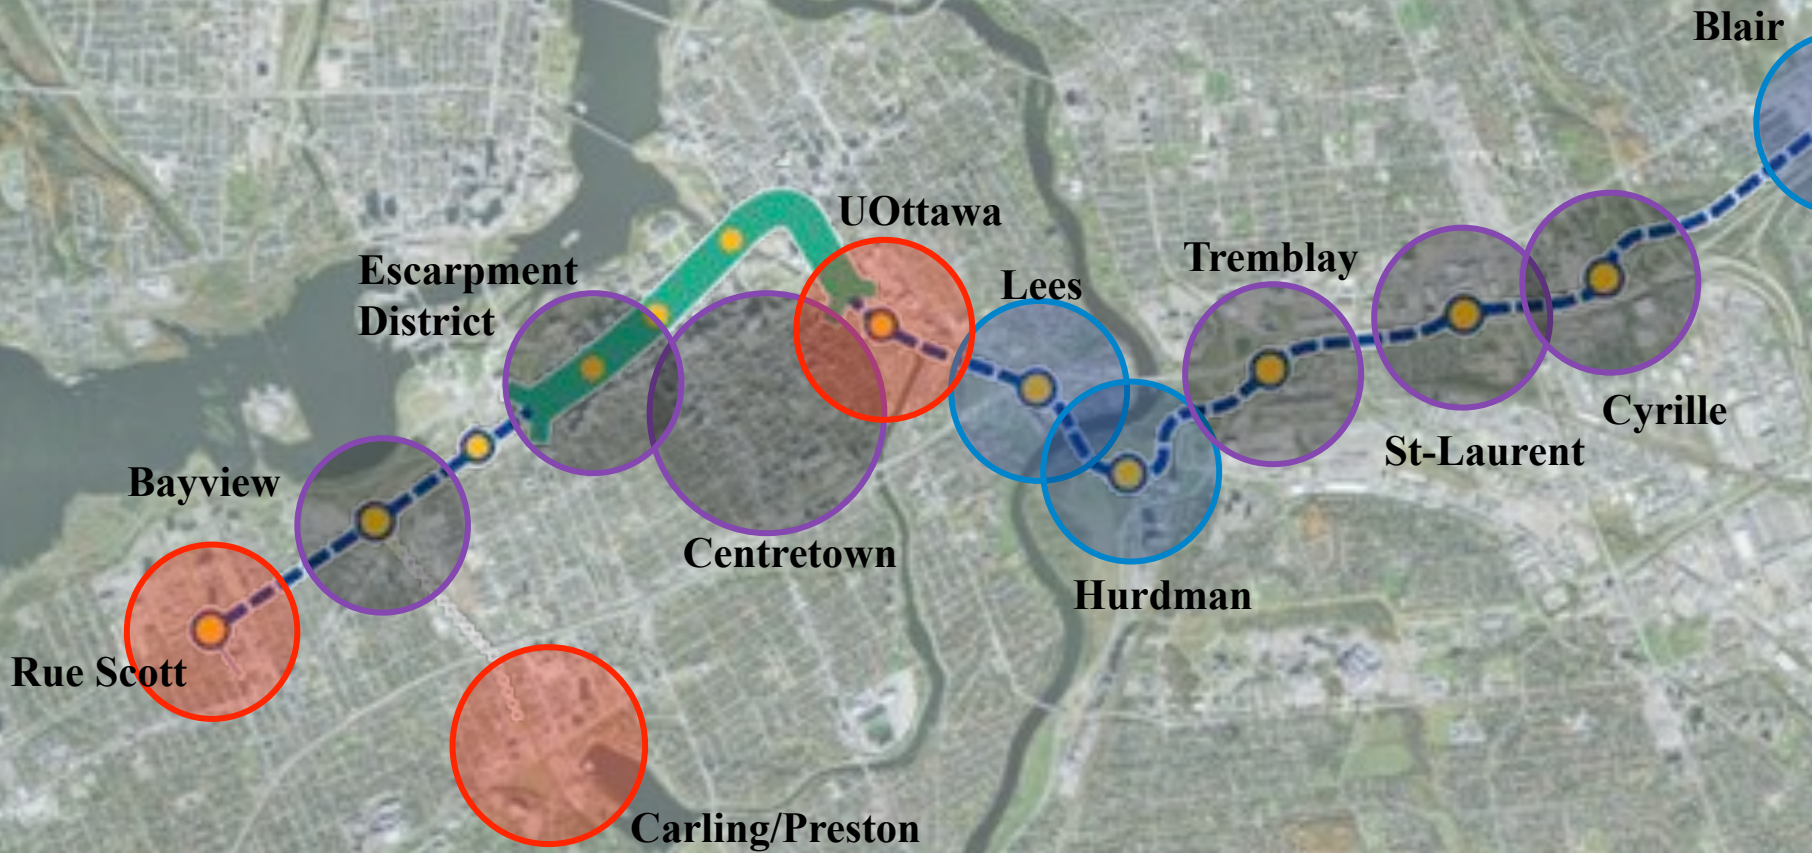 Blair
UOttawa
Escarpment
District
Lees
Tremblay
Cyrille
St-Laurent
Bayview
Centretown
Hurdman
Rue Scott
Carling/Preston